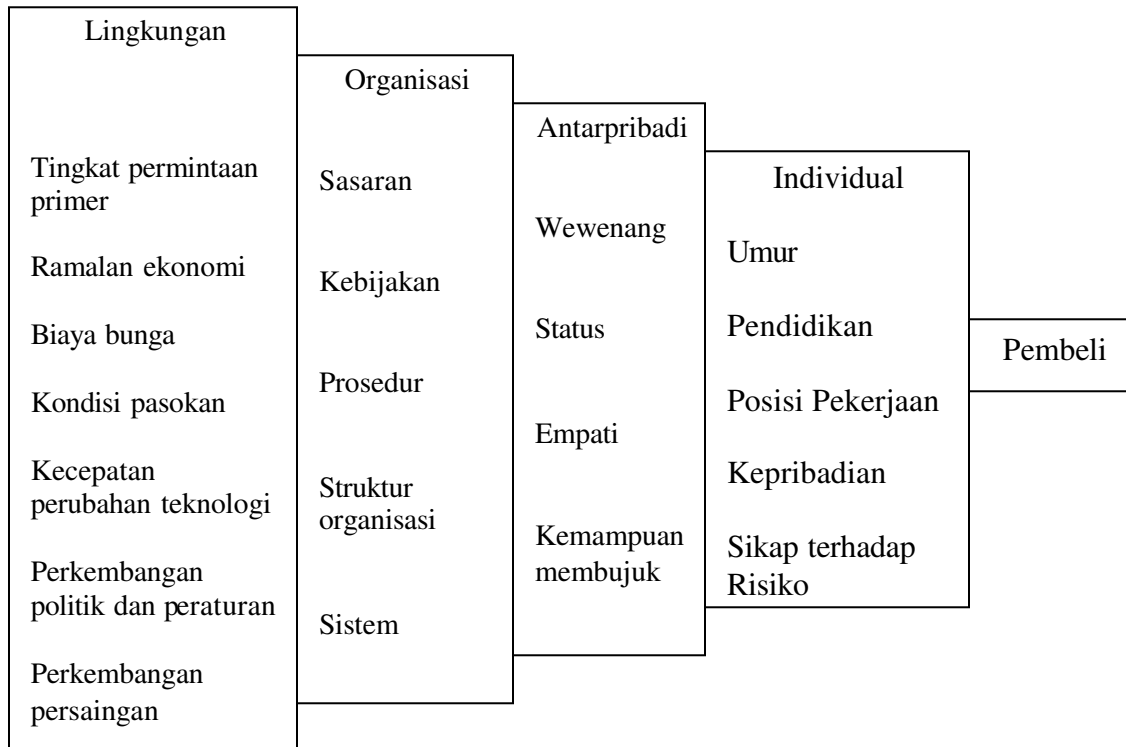 Lingkungan
Tingkat permintaan
primer
Ramalan ekonomi
Biaya bunga
Kondisi pasokan
Kecepatan
perubahan teknologi
Perkembangan
politik dan peraturan
Perkembangan
persaingan
Organisasi
Sasaran
Kebijakan
Prosedur
Struktur
organisasi
Sistem
Antarpribadi
Wewenang
Status
Empati
Kemampuan
membujuk
Individual
Umur
Pendidikan
Posisi Pekerjaan
Kepribadian
Sikap terhadap
Risiko
Pembeli